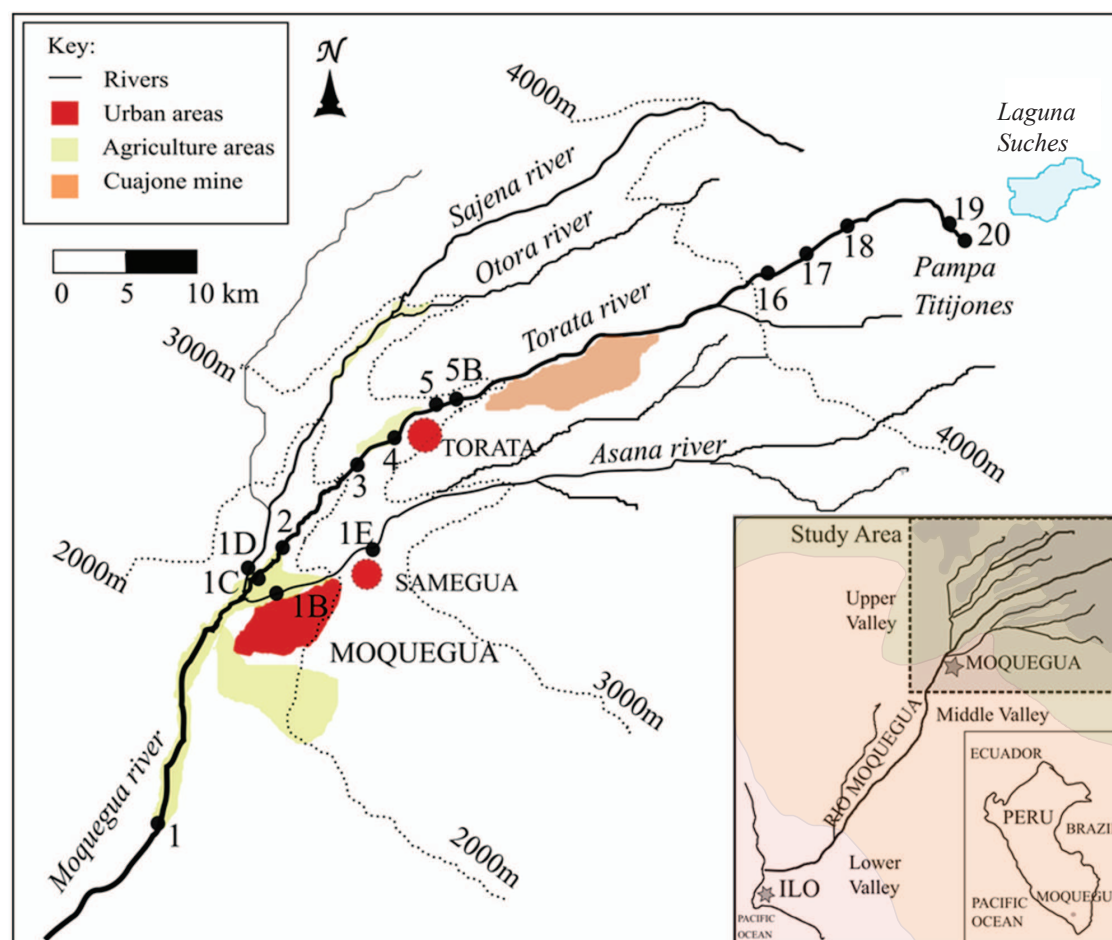 Key:
Rivers
Urban areas
Agriculture areas
Cuajone mine
N
0 5 10 km
4000m
Laguna
Suches
Sajena river
Otora river
Torata river
19
20
18
17
16
Pampa
Titijones
3000m
5B
5
TORATA
4
3
Asana river
4000m
2
1E
1D
2000m
1C
SAMEGUA
1B
MOQUEGUA
3000m
Moquegua river
1
2000m
Study Area
Upper
Valley
MOQUEGUA
Middle Valley
RIO MOQUEGUA
Lower
Valley
ILO
PACIFIC
OCEAN
ECUADOR
PERU
BRAZIL
MOQUEGU
PACIFIC
OCEAN